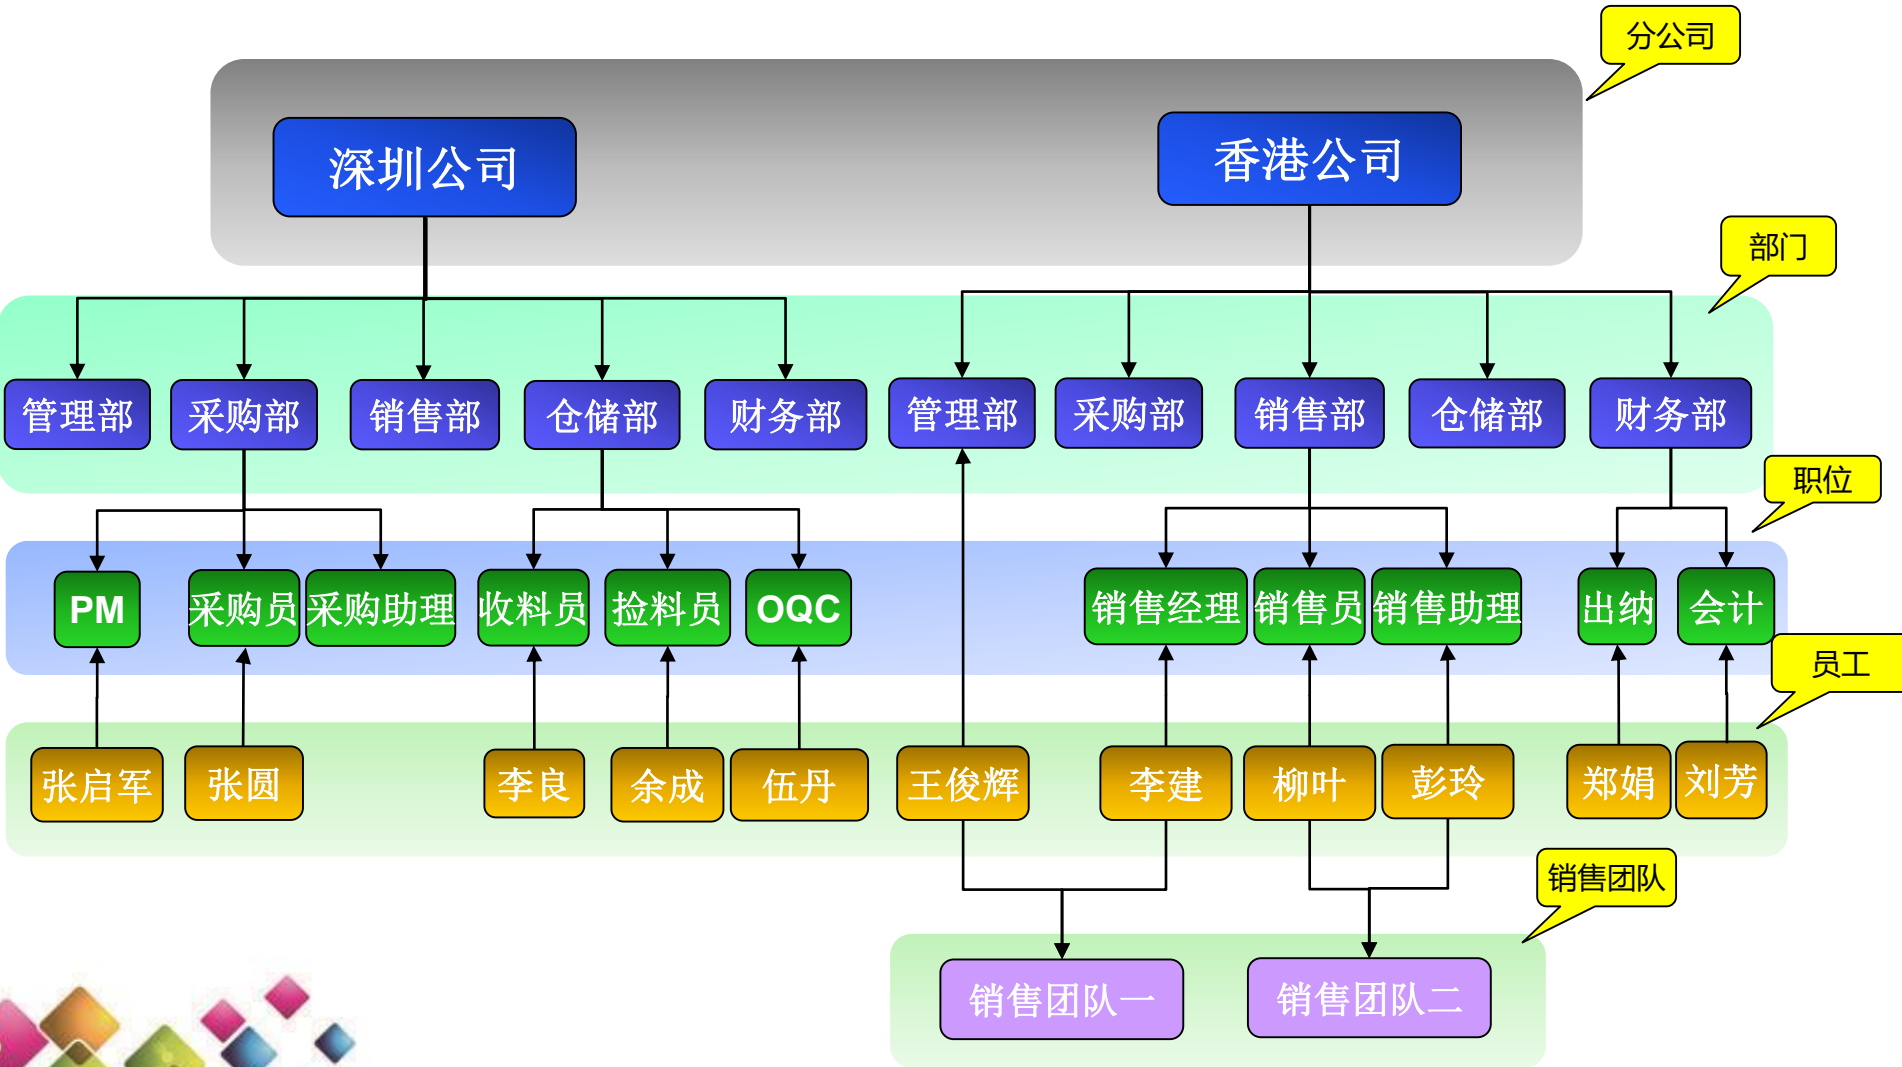 分公司
深圳公司
香港公司
部门
管理部
采购部
销售部
仓储部
财务部
管理部
采购部
销售部
仓储部
财务部
职位
PM
采购员
采购助理
收料员
捡料员
OQC
销售经理
销售员
销售助理
出纳
会计
员工
张启军
张圆
李良
余成
伍丹
王俊辉
李建
柳叶
彭玲
郑娟
刘芳
销售团队
销售团队一
销售团队二